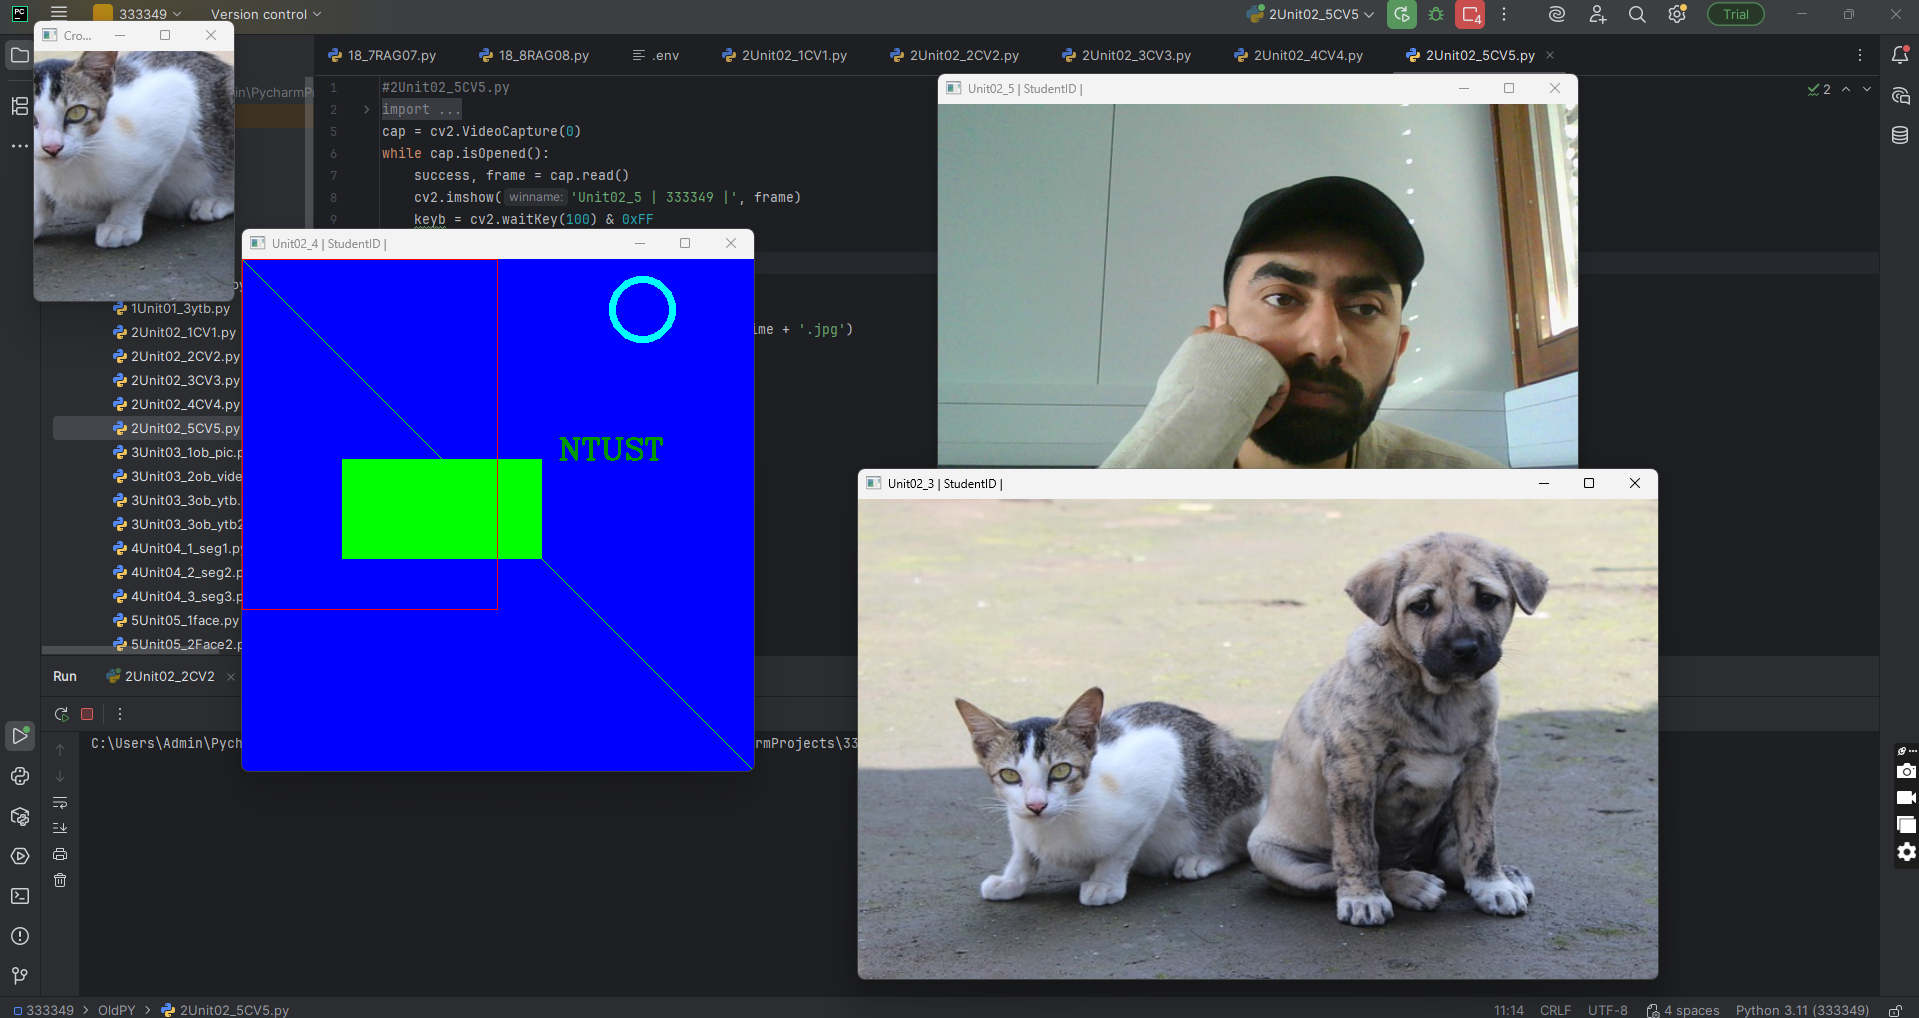 PC
333349
Version control
2Unit02_5CV5
4
Trial
Cro...
18_7RAG07.py
18_8RAG08.py
.env
2Unit02_1CV1.py
2Unit02_2CV2.py
2Unit02_3CV3.py
2Unit02_4CV4.py
2Unit02_5CV5.py
in\PycharmPr
1 #2Unit02_5CV5.py
2 import ...
5 cap = cv2.VideoCapture(0)
6 while cap.isOpened():
7 success, frame = cap.read()
8 cv2.imshow( winname: 'Unit02_5 | 333349 |', frame)
9 keyb = cv2.waitKey(100) & 0xFF
2
Unit02_5 | StudentID |
Unit02_4 | StudentID |
NTUST
ime + '.jpg')
Unit02_3 | StudentID |
1Unit01_3ytb.py
2Unit02_1CV1.py
2Unit02_2CV2.py
2Unit02_3CV3.py
2Unit02_4CV4.py
2Unit02_5CV5.py
3Unit03_1ob_pic.p
3Unit03_2ob_vide
3Unit03_3ob_ytb.
3Unit03_3ob_ytb2
4Unit04_1_seg1.py
4Unit04_2_seg2.p
4Unit04_3_seg3.p
5Unit05_1face.py
5Unit05_2Face2.p
Run
2Unit02_2CV2
C:\Users\Admin\Pych
rmProjects\33
333349 > OldPY > 2Unit02_5CV5.py
11:14 CRLF UTF-8 4 spaces Python 3.11 (333349)